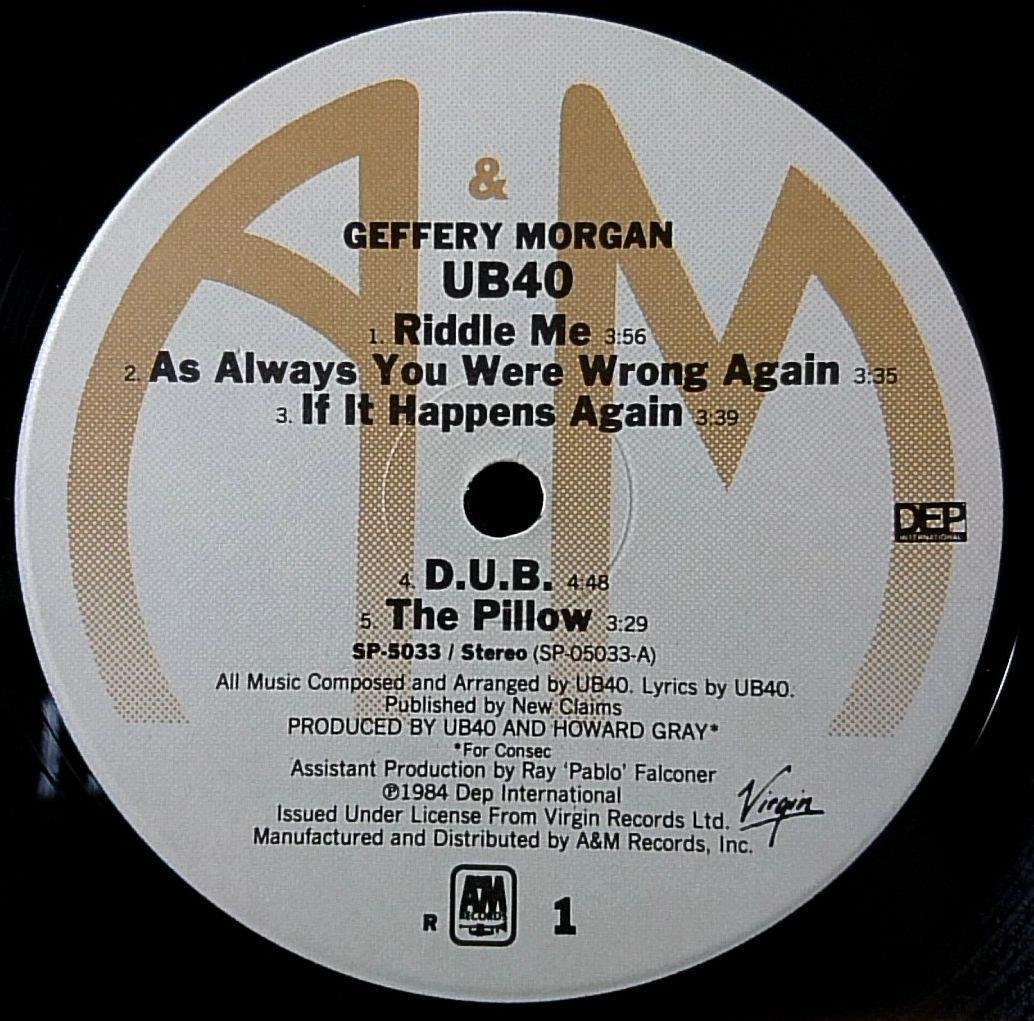 A & M
GEFFERY MORGAN
UB40
1. Riddle Me 3:56
2. As Always You Were Wrong Again 3:35
3. If It Happens Again 3:39
DEP
INTERNATIONAL
4. D.U.B. 4:48
5. The Pillow 3:29
SP-5033 / Stereo (SP-05033-A)
All Music Composed and Arranged by UB40. Lyrics by UB40.
Published by New Claims
PRODUCED BY UB40 AND HOWARD GRAY*
*For Consec
Assistant Production by Ray ‘Pablo’ Falconer
℗1984 Dep International
Issued Under License From Virgin Records Ltd.
Virgin
Manufactured and Distributed by A&M Records, Inc.
R
A&M
RECORDS
1